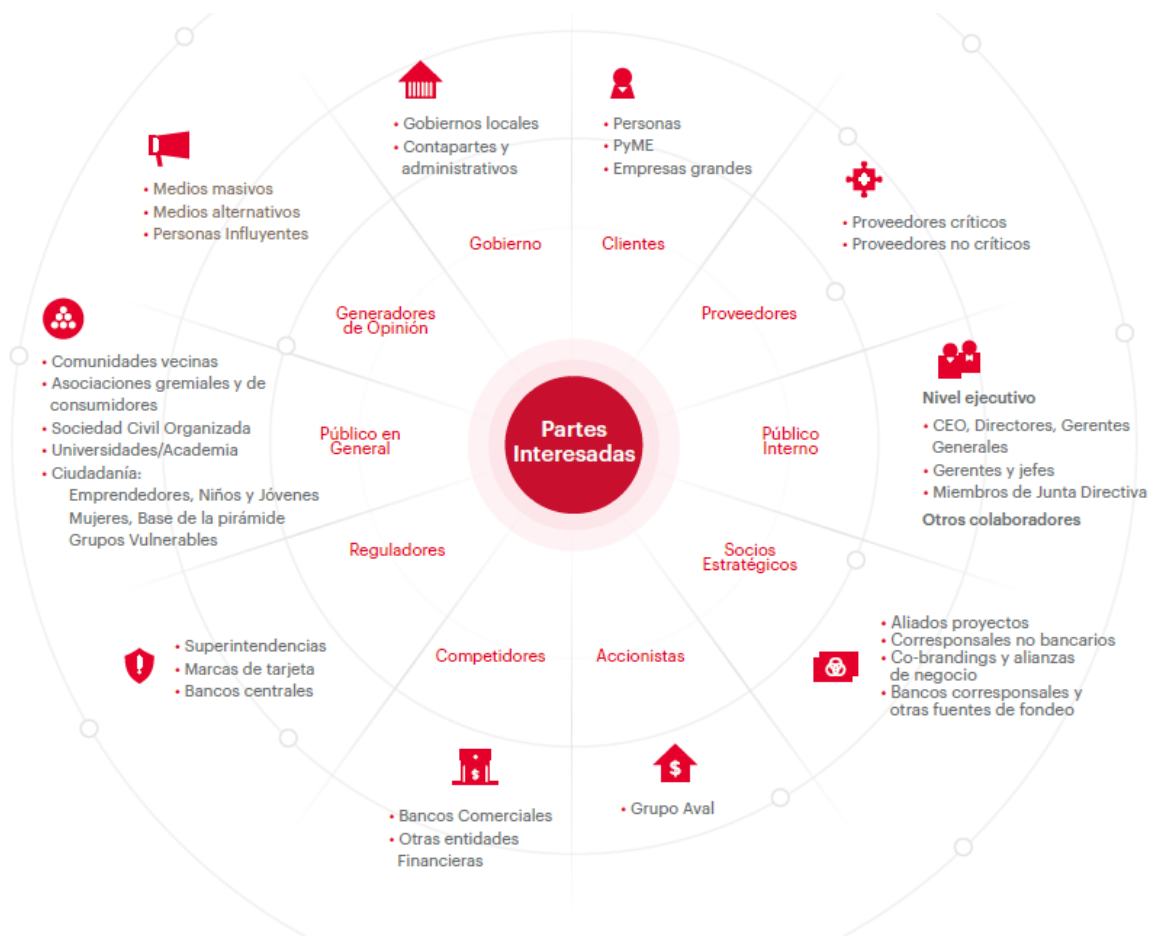 • Gobiernos locales
• Contapartes y
administrativos
• Personas
• PyME
• Empresas grandes
• Medios masivos
• Medios alternativos
• Personas Influyentes
• Proveedores críticos
• Proveedores no críticos
Gobierno
Clientes
Generadores
de Opinión
Proveedores
• Comunidades vecinas
• Asociaciones gremiales y de
consumidores
• Sociedad Civil Organizada
• Universidades/Academia
• Ciudadanía:
Emprendedores, Niños y Jóvenes
Mujeres, Base de la pirámide
Grupos Vulnerables
Público en
General
Partes
Interesadas
Público
Interno
Nivel ejecutivo
• CEO, Directores, Gerentes
Generales
• Gerentes y jefes
• Miembros de Junta Directiva
Otros colaboradores
Reguladores
Socios
Estratégicos
• Superintendencias
• Marcas de tarjeta
• Bancos centrales
Competidores
Accionistas
• Aliados proyectos
• Corresponsales no bancarios
• Co-brandings y alianzas
de negocio
• Bancos corresponsales y
otras fuentes de fondeo
$
• Bancos Comerciales
• Otras entidades
Financieras
$
• Grupo Aval